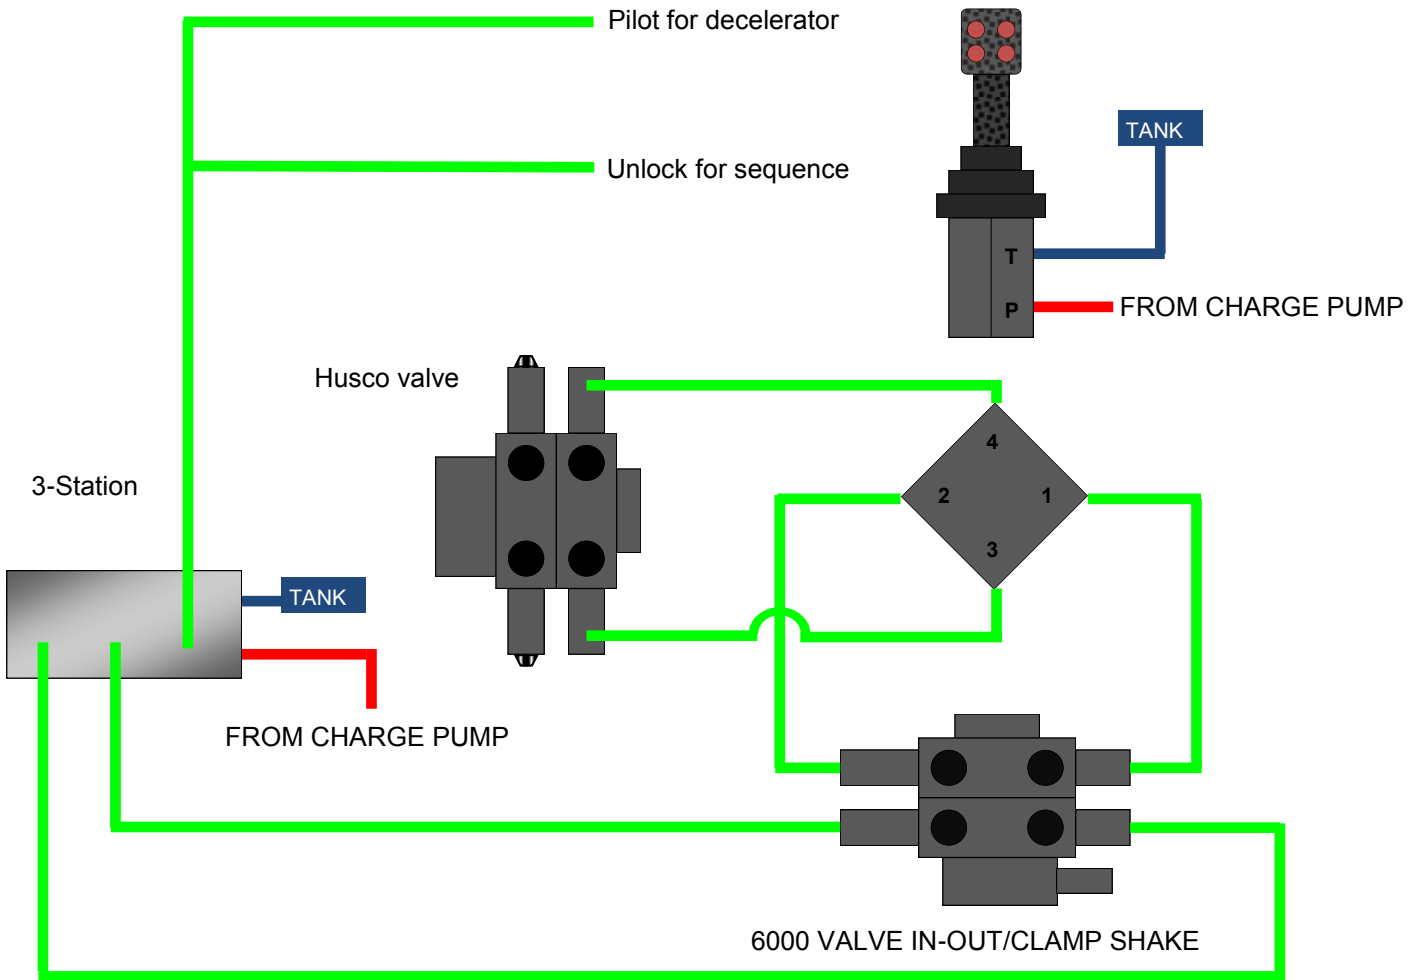 Pilot for decelerator
TANK
Unlock for sequence
T
P
FROM CHARGE PUMP
Husco valve
4
2
1
3
3-Station
TANK
FROM CHARGE PUMP
6000 VALVE IN-OUT/CLAMP SHAKE